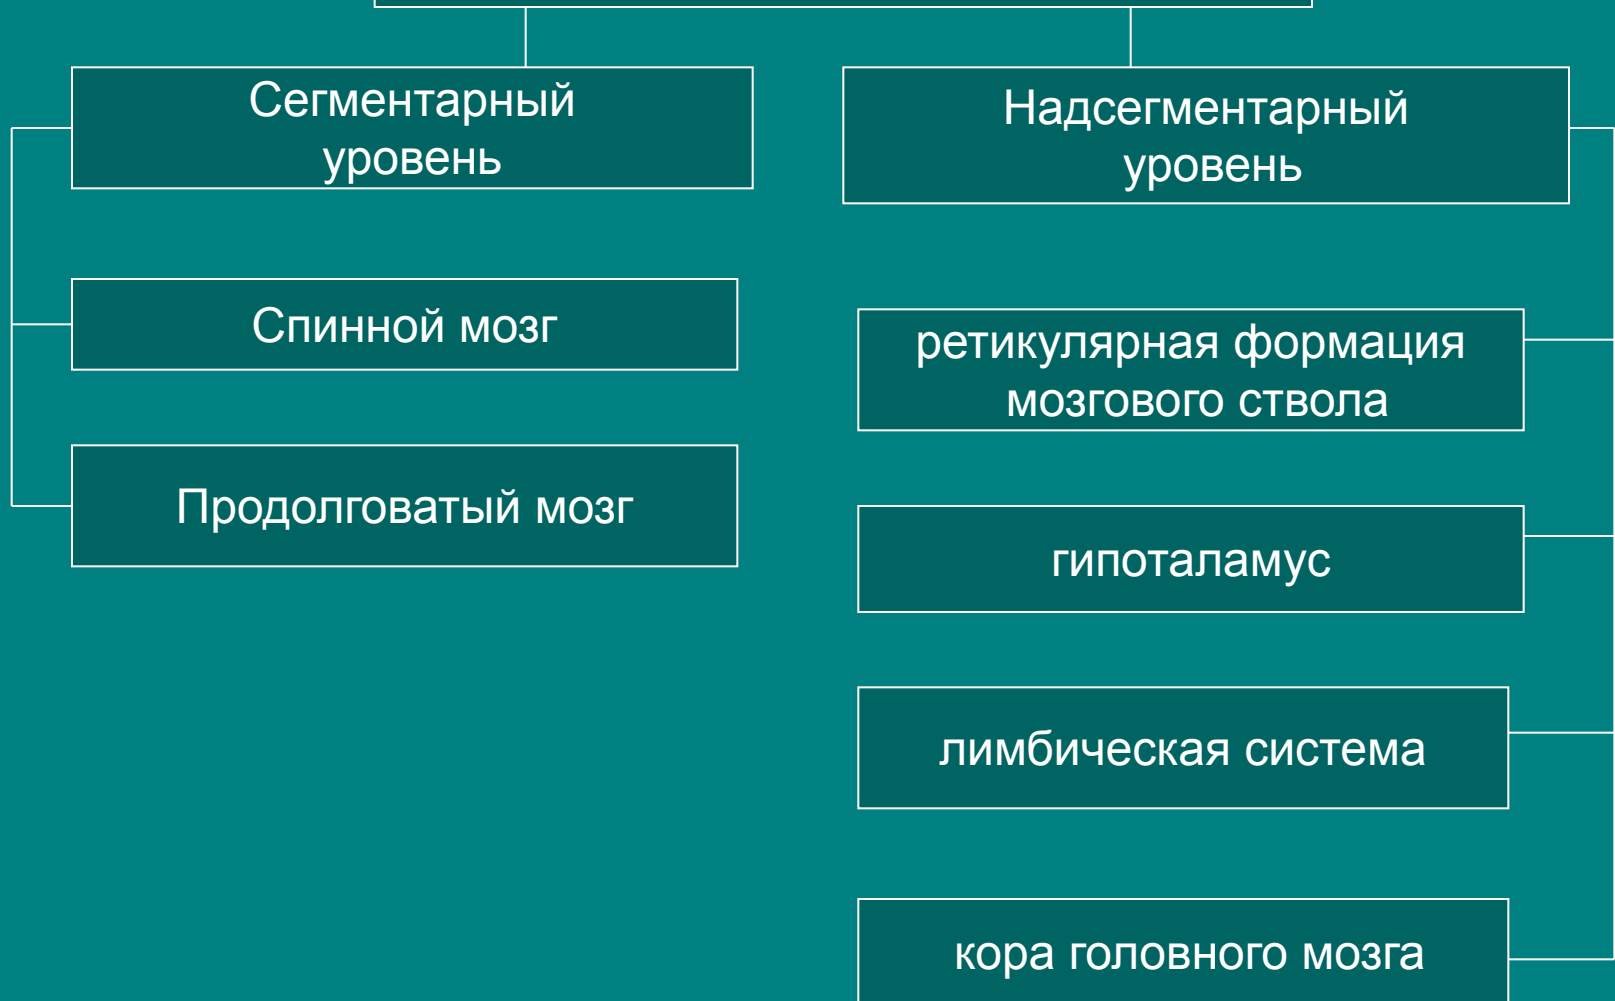 Сегментарный
уровень
Надсегментарный
уровень
Спинной мозг
ретикулярная формация
мозгового ствола
Продолговатый мозг
гипоталамус
лимбическая система
кора головного мозга